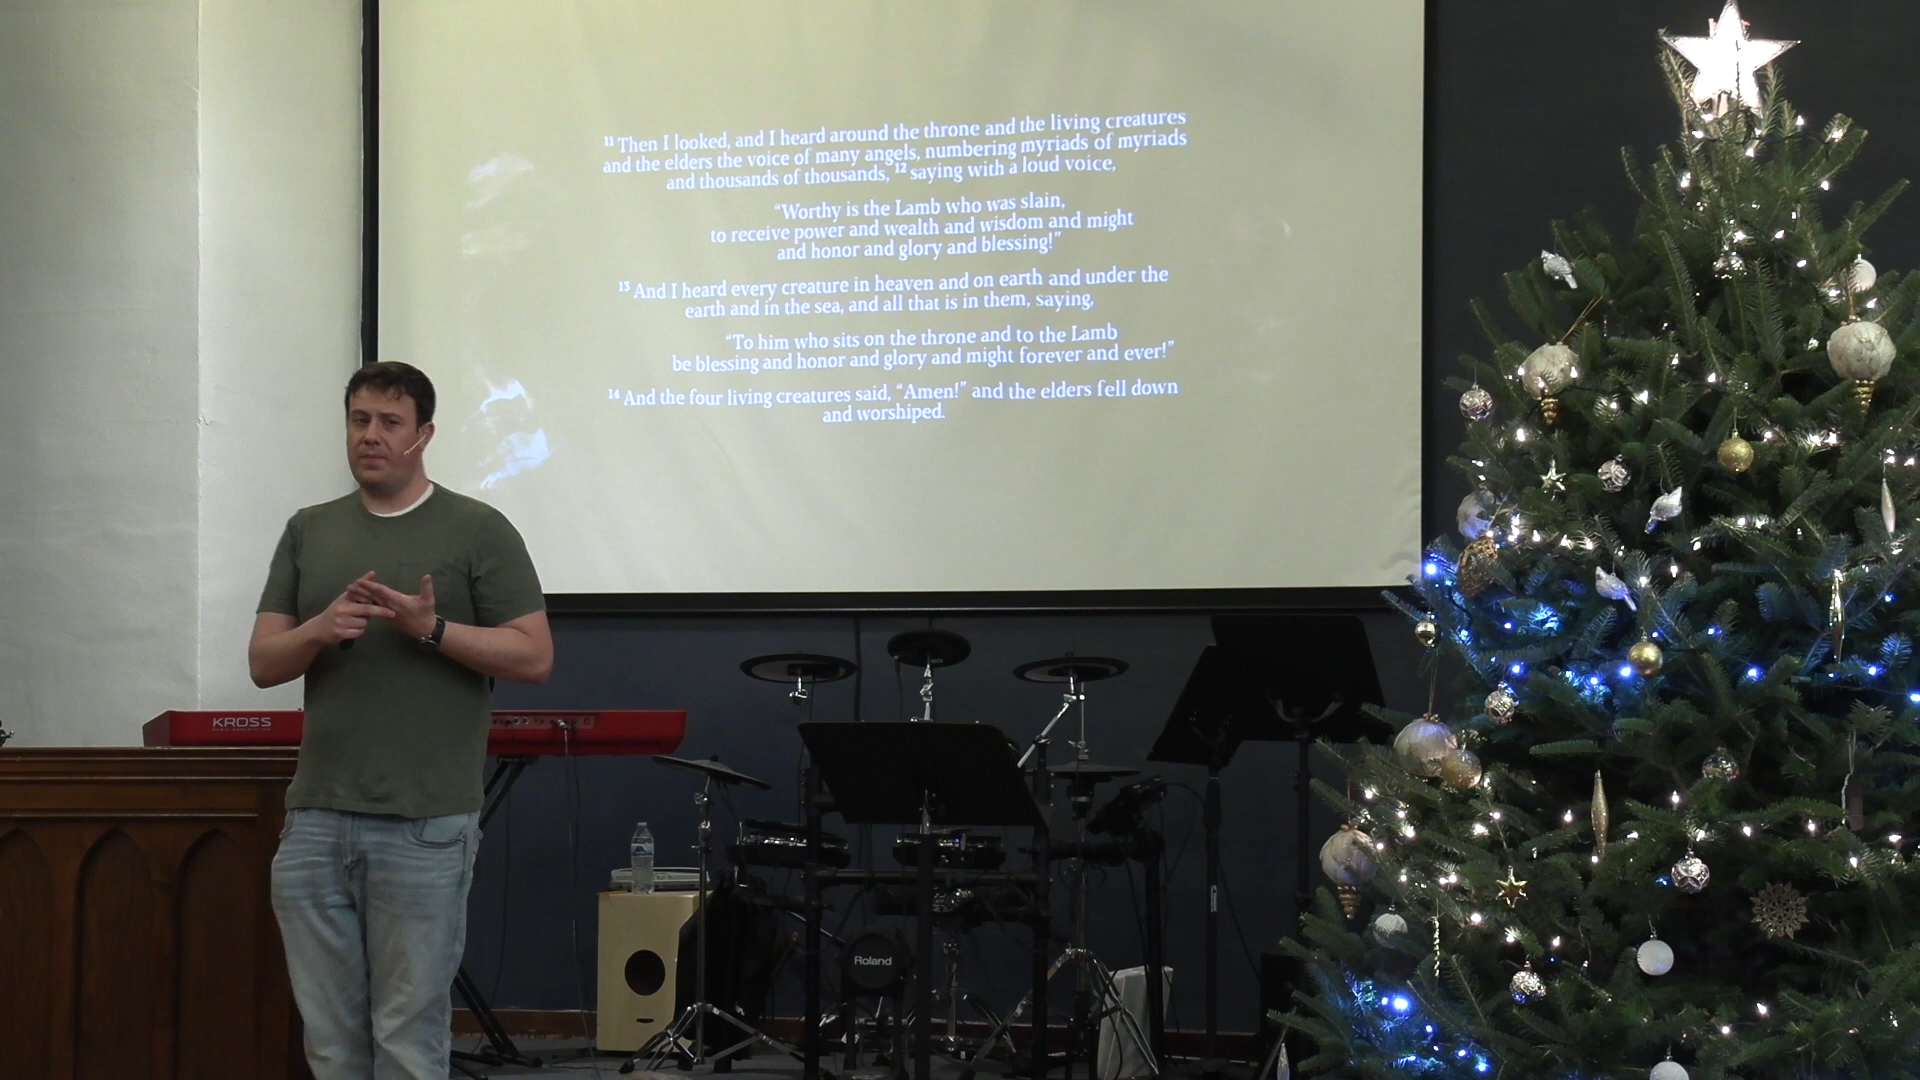 11 Then I looked, and I heard around the throne and the living creatures
and the elders the voice of many angels, numbering myriads of myriads
and thousands of thousands, 12 saying with a loud voice,
“Worthy is the Lamb who was slain,
to receive power and wealth and wisdom and might
and honor and glory and blessing!”
13 And I heard every creature in heaven and on earth and under the
earth and in the sea, and all that is in them, saying,
“To him who sits on the throne and to the Lamb
be blessing and honor and glory and might forever and ever!”
14 And the four living creatures said, “Amen!” and the elders fell down
and worshiped.
KROSS
MUSIC WORKSTATION
Roland